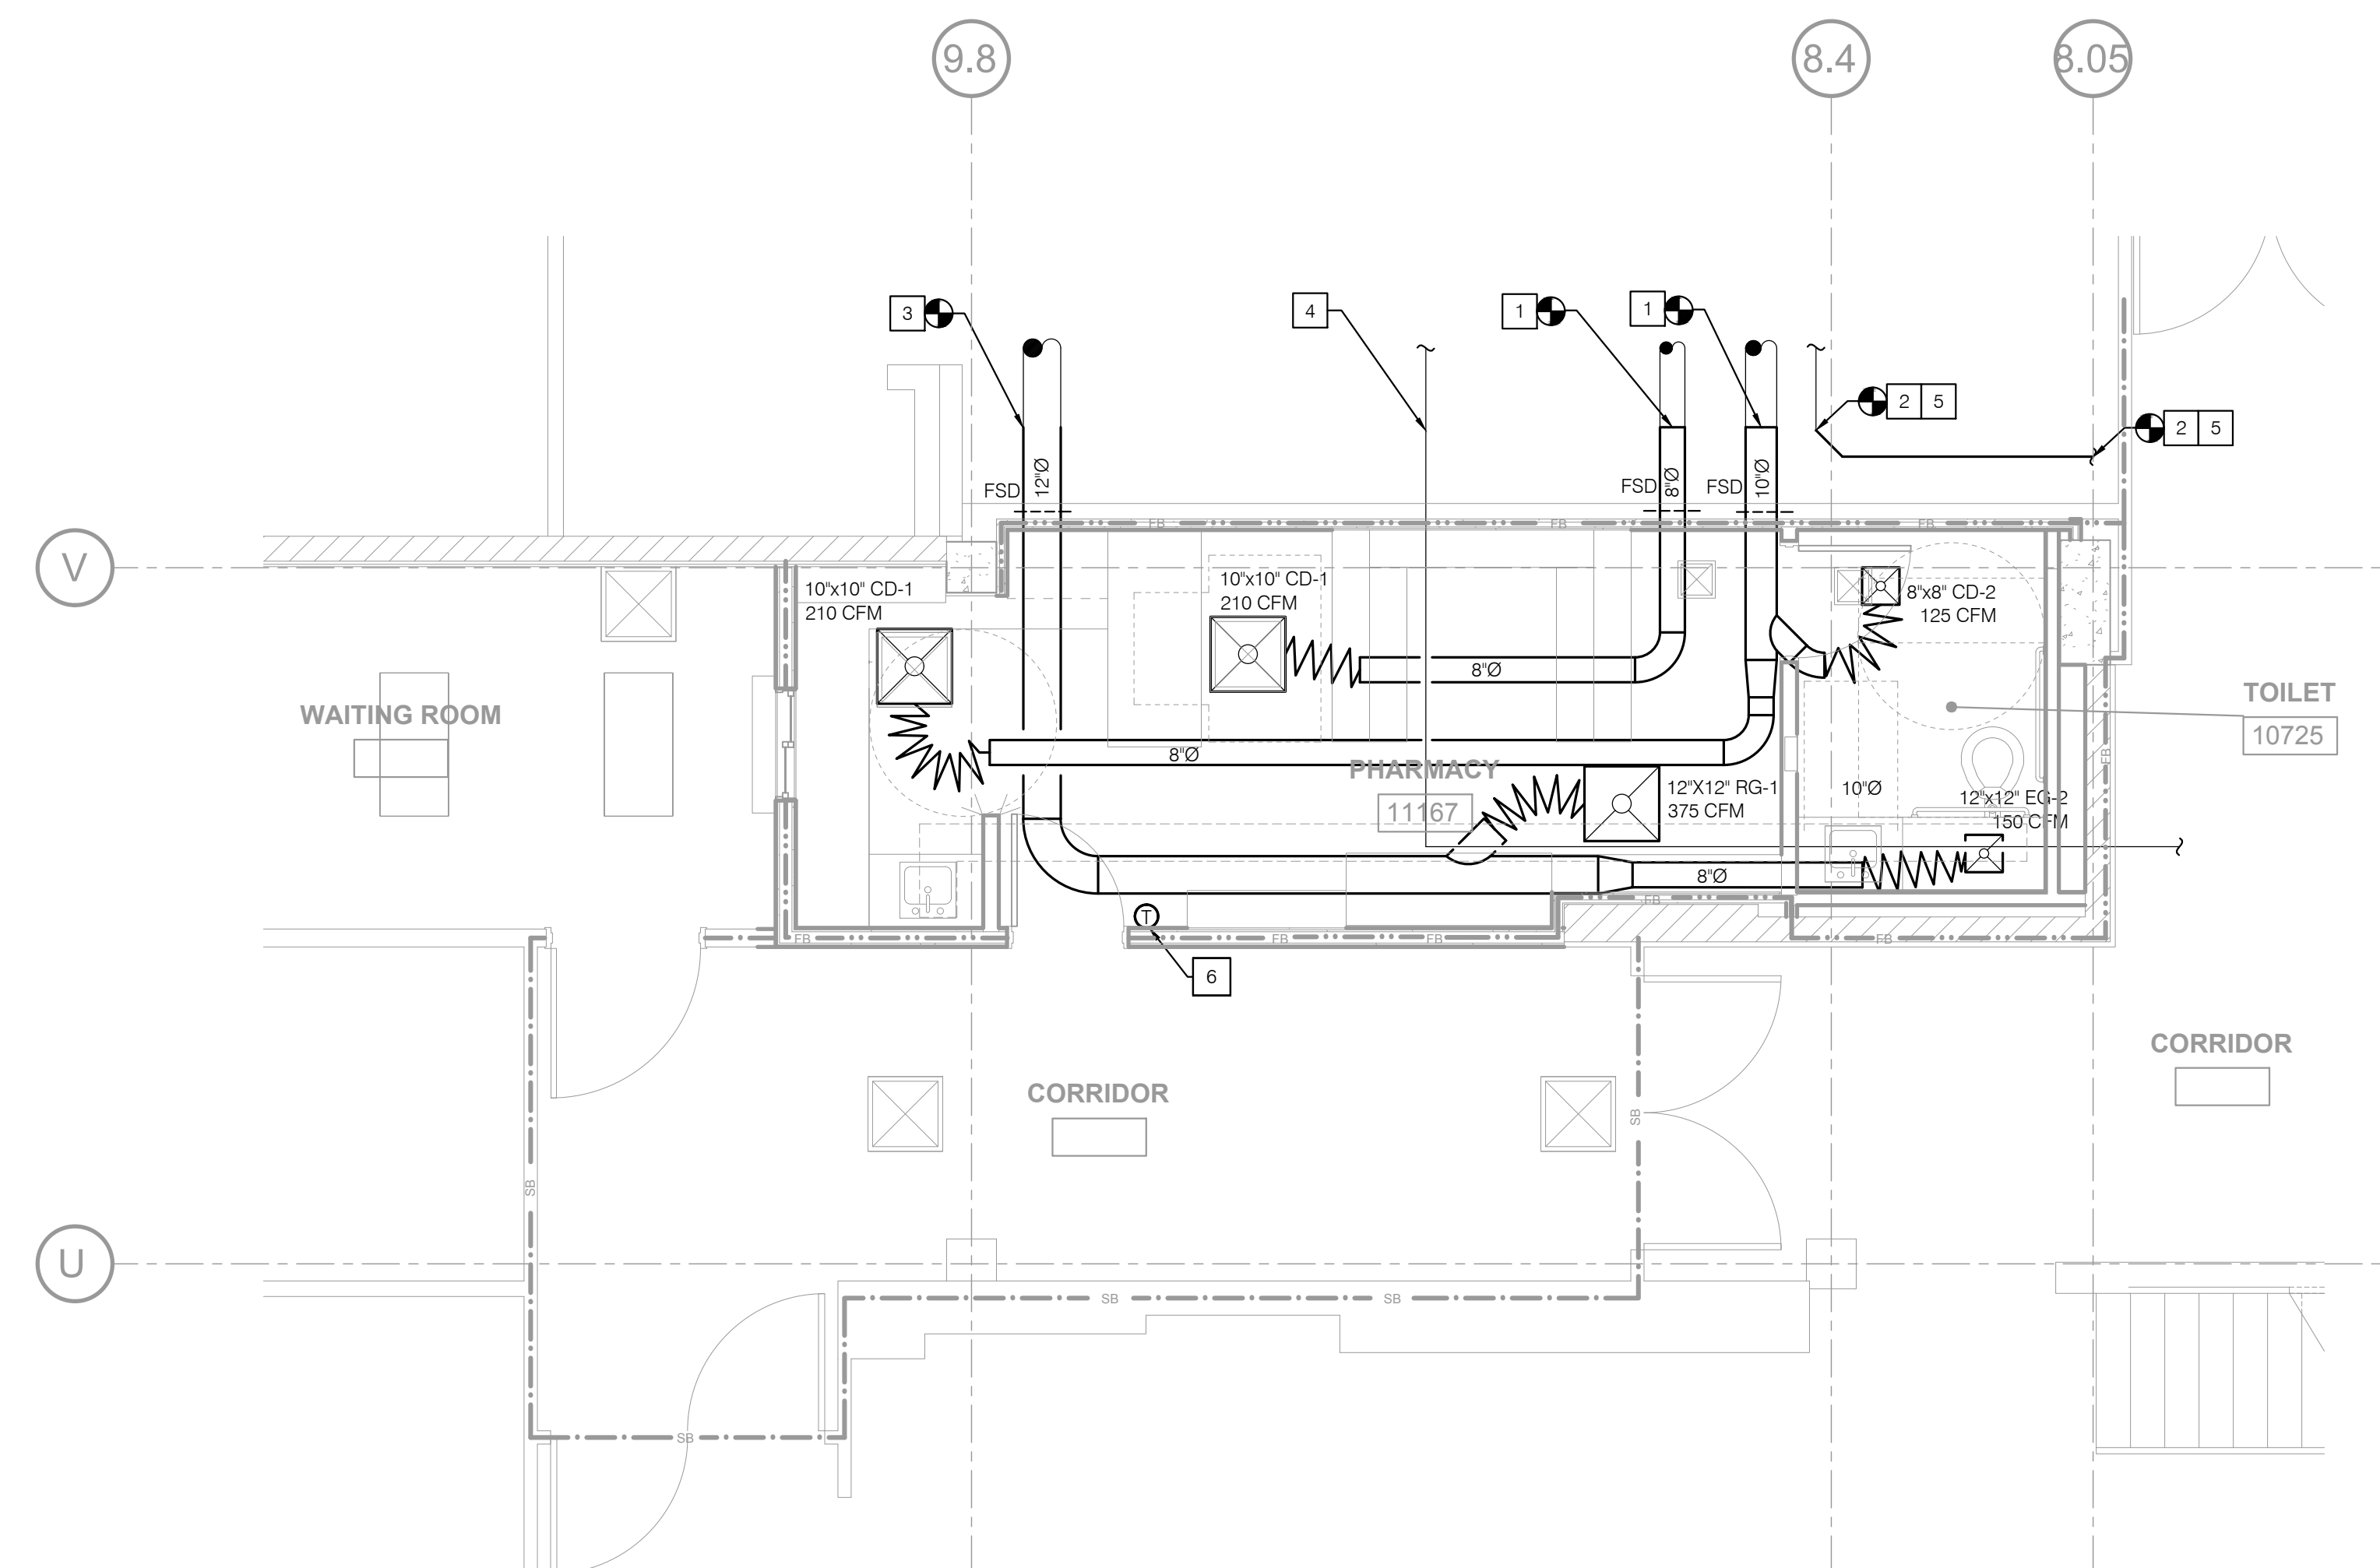 9.8
8.4
8.05
3
4
1
1
2 5
2 5
12"Ø
FSD
FSD
8"Ø
FSD
10"Ø
V
FB
FB
FB
10"x10" CD-1
210 CFM
10"x10" CD-1
210 CFM
8"x8" CD-2
125 CFM
8"Ø
TOILET
10725
WAITING ROOM
8"Ø
FB
PHARMACY
11167
12"X12" RG-1
375 CFM
10"Ø
12"x12" EG-2
150 CFM
8"Ø
FB
T
FB
FB
FB
FB
6
CORRIDOR
CORRIDOR
SB
SB
U
SB
SB
SB